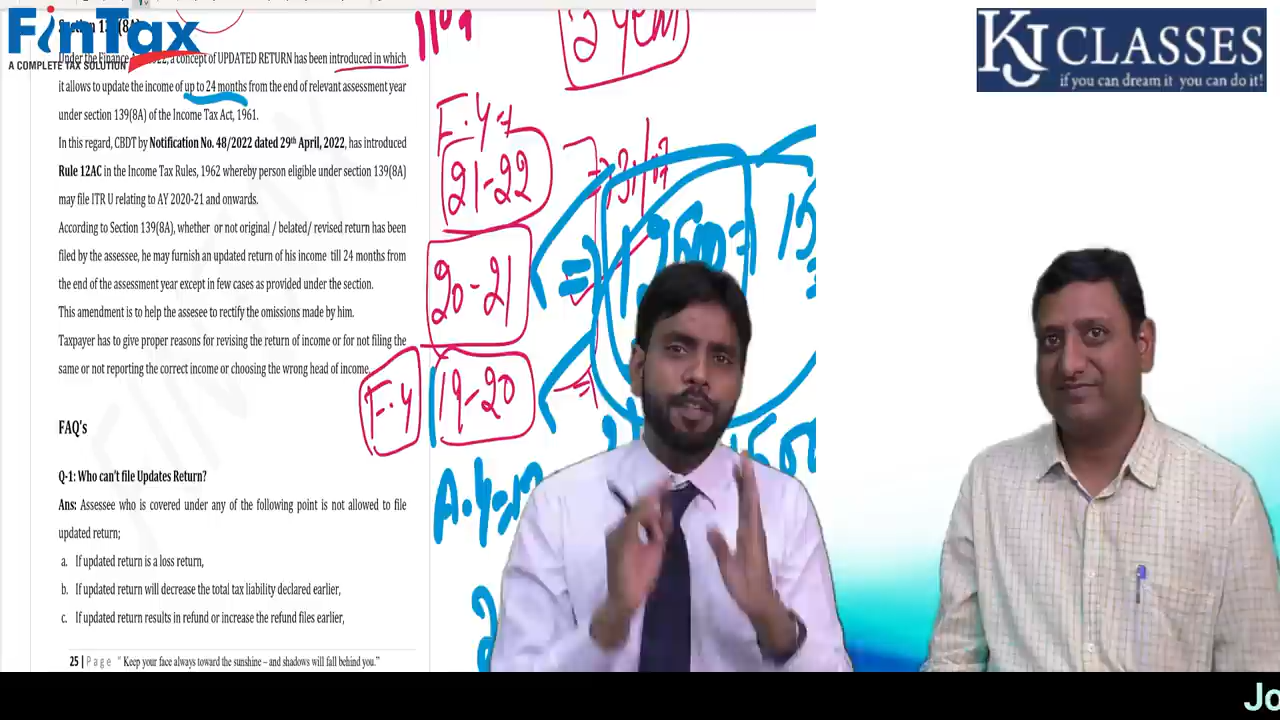 Section 139(8A)
FinTax
A COMPLETE TAX SOLUTION
KJ CLASSES
if you can dream it you can do it!
Under the Finance 2022, a concept of UPDATED RETURN has been introduced in which
it allows to update the income of up to 24 months from the end of relevant assessment year
under section 139(8A) of the Income Tax Act, 1961.
In this regard, CBDT by Notification No. 48/2022 dated 29th April, 2022, has introduced
Rule 12AC in the Income Tax Rules, 1962 whereby person eligible under section 139(8A)
may file ITR U relating to AY 2020-21 and onwards.
According to Section 139(8A), whether or not original / belated/ revised return has been
filed by the assessee, he may furnish an updated return of his income till 24 months from
the end of the assessment year except in few cases as provided under the section.
This amendment is to help the assesee to rectify the omissions made by him.
Taxpayer has to give proper reasons for revising the return of income or for not filing the
same or not reporting the correct income or choosing the wrong head of income.
FAQ's
Q-1: Who can't file Updates Return?
Ans: Assessee who is covered under any of the following point is not allowed to file
updated return;
a. If updated return is a loss return,
b. If updated return will decrease the total tax liability declared earlier,
c. If updated return results in refund or increase the refund files earlier,
25 | Page " Keep your face always toward the sunshine – and shadows will fall behind you."
F.Y
21-22
20-21
F.Y 19-20
A.Y
Jo